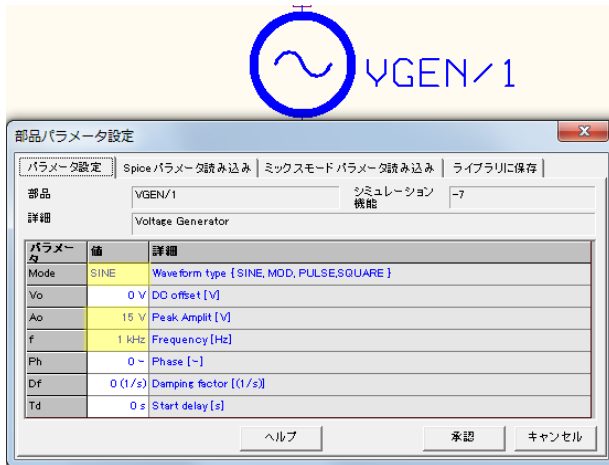 VGEN/1
部品パラメータ設定
パラメータ設定 Spice パラメータ読み込み ミックスモード パラメータ読み込み ライブラリに保存
部品 VGEN/1 シミュレーション機能 -7
詳細 Voltage Generator
パラメータ 値 詳細
Mode SINE Waveform type { SINE, MOD, PULSE,SQUARE }
Vo 0 V DC offset [V]
Ao 15 V Peak Amplit [V]
f 1 kHz Frequency [Hz]
Ph 0 ~ Phase [~]
Df 0 (1/s) Damping factor [(1/s)]
Td 0 s Start delay [s]
ヘルプ 承認 キャンセル